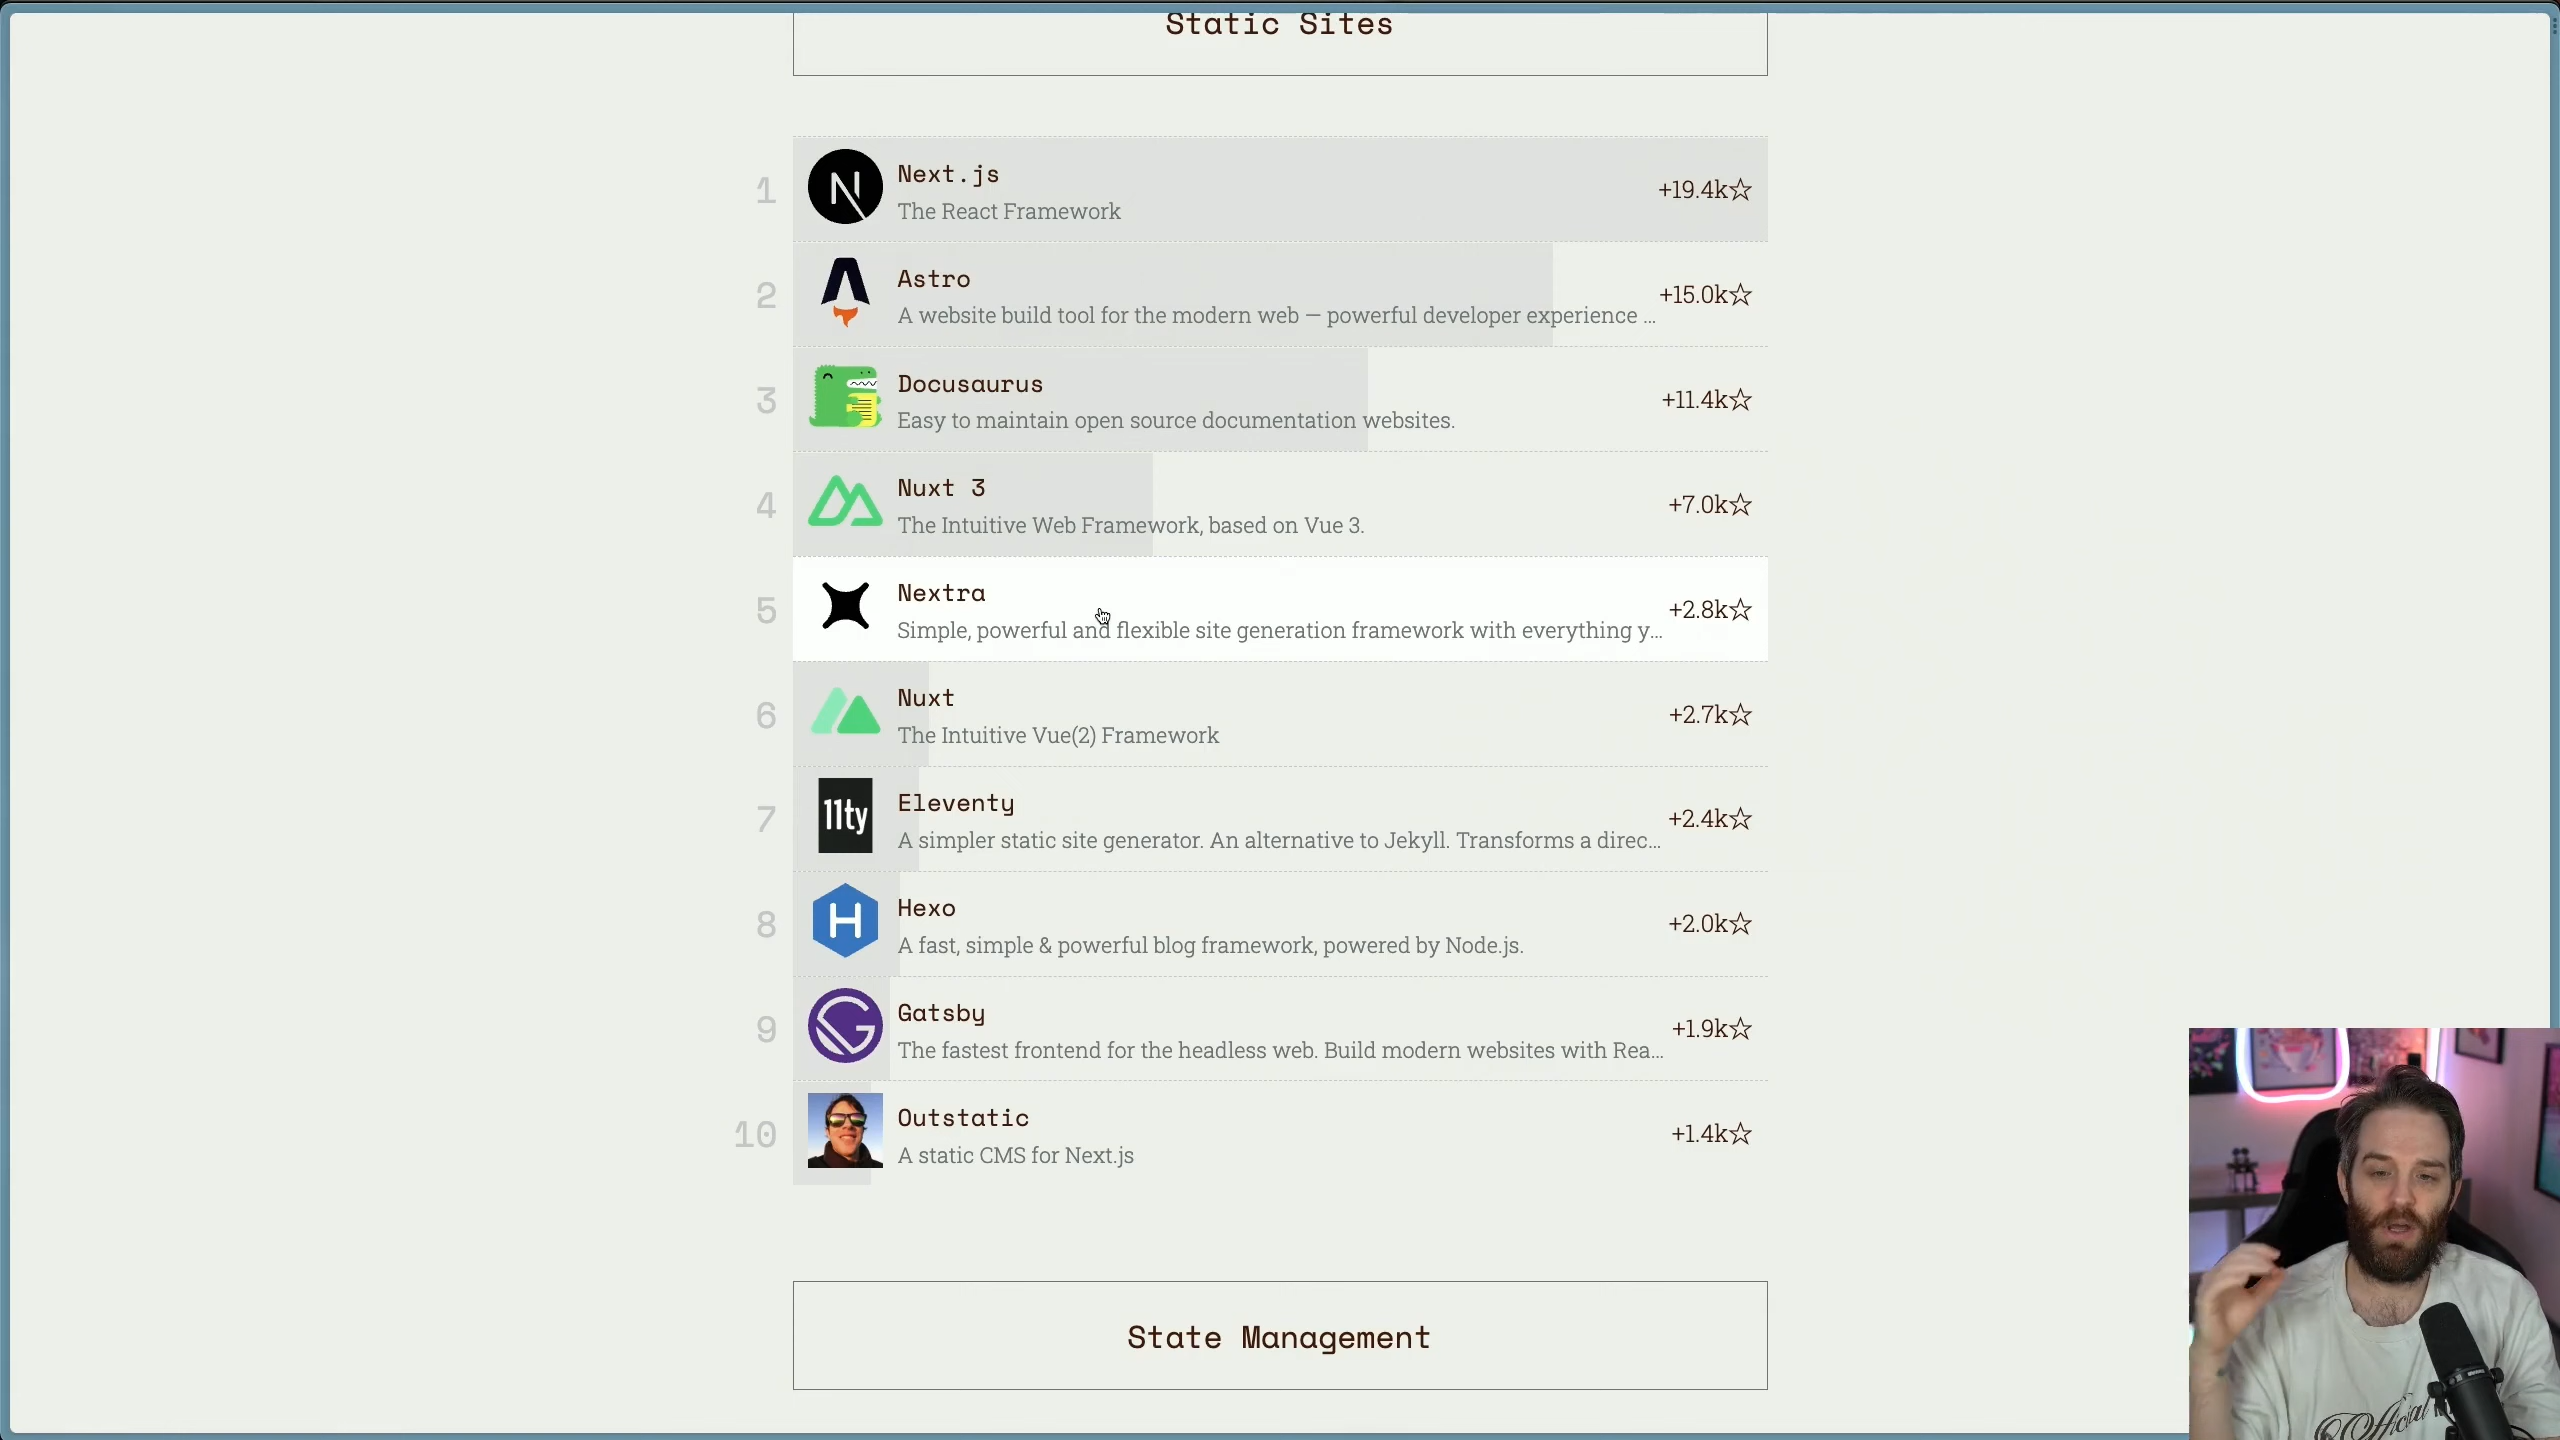 Static Sites
1
N
Next.js
The React Framework
+19.4k☆
2
Astro
A website build tool for the modern web — powerful developer experience ...
+15.0k☆
3
Docusaurus
Easy to maintain open source documentation websites.
+11.4k☆
4
Nuxt 3
The Intuitive Web Framework, based on Vue 3.
+7.0k☆
5
Nextra
Simple, powerful and flexible site generation framework with everything y...
+2.8k☆
6
Nuxt
The Intuitive Vue(2) Framework
+2.7k☆
7
11ty
Eleventy
A simpler static site generator. An alternative to Jekyll. Transforms a direc...
+2.4k☆
8
H
Hexo
A fast, simple & powerful blog framework, powered by Node.js.
+2.0k☆
9
G
Gatsby
The fastest frontend for the headless web. Build modern websites with Rea...
+1.9k☆
10
Outstatic
A static CMS for Next.js
+1.4k☆
State Management
Official